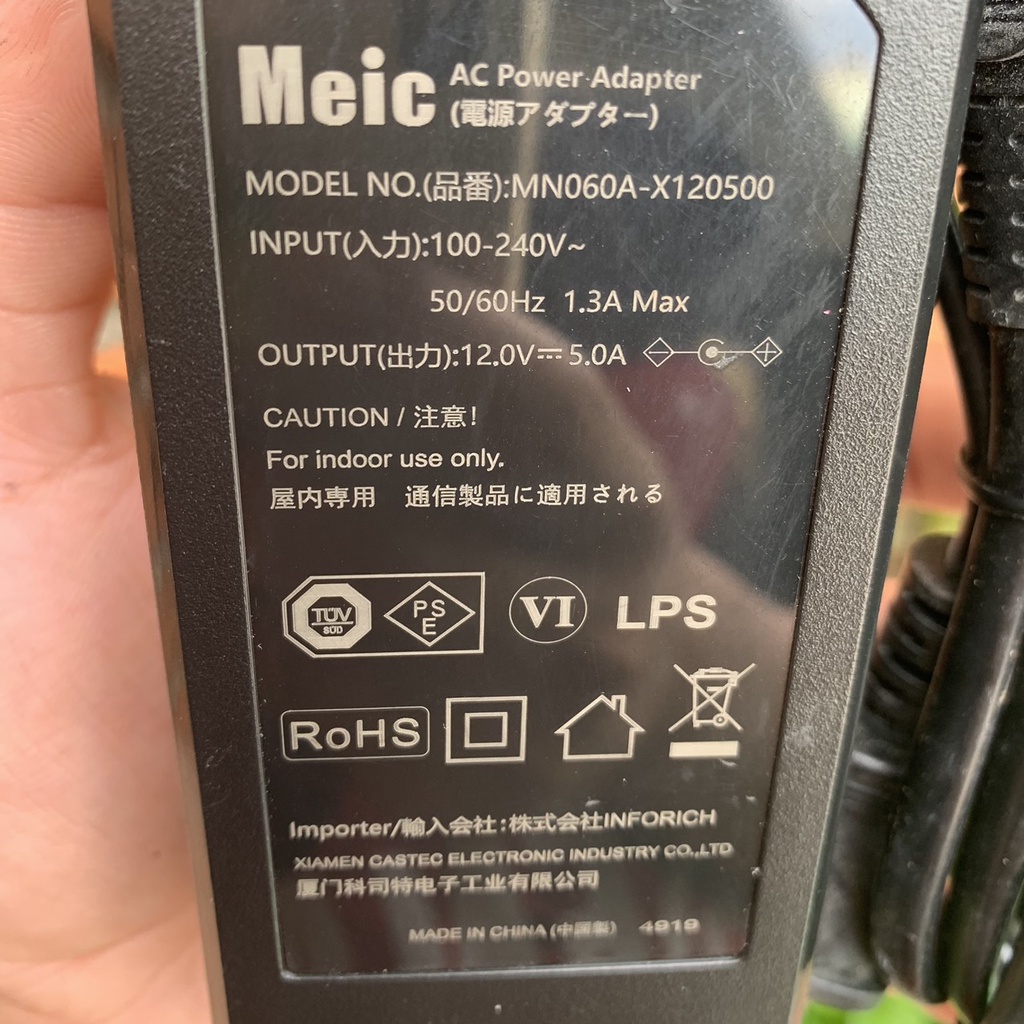 Meic AC Power Adapter
(電源アダプター)
MODEL NO.(品番):MN060A-X120500
INPUT(入力):100-240V~
50/60Hz 1.3A Max
OUTPUT(出力):12.0V⎓5.0A
CAUTION / 注意!
For indoor use only.
屋内専用 通信製品に適用される
TÜV SÜD PSE VI LPS
RoHS
Importer/輸入会社:株式会社INFORICH
XIAMEN CASTEC ELECTRONIC INDUSTRY CO.,LTD
厦门科司特电子工业有限公司
MADE IN CHINA (中国製) 4919